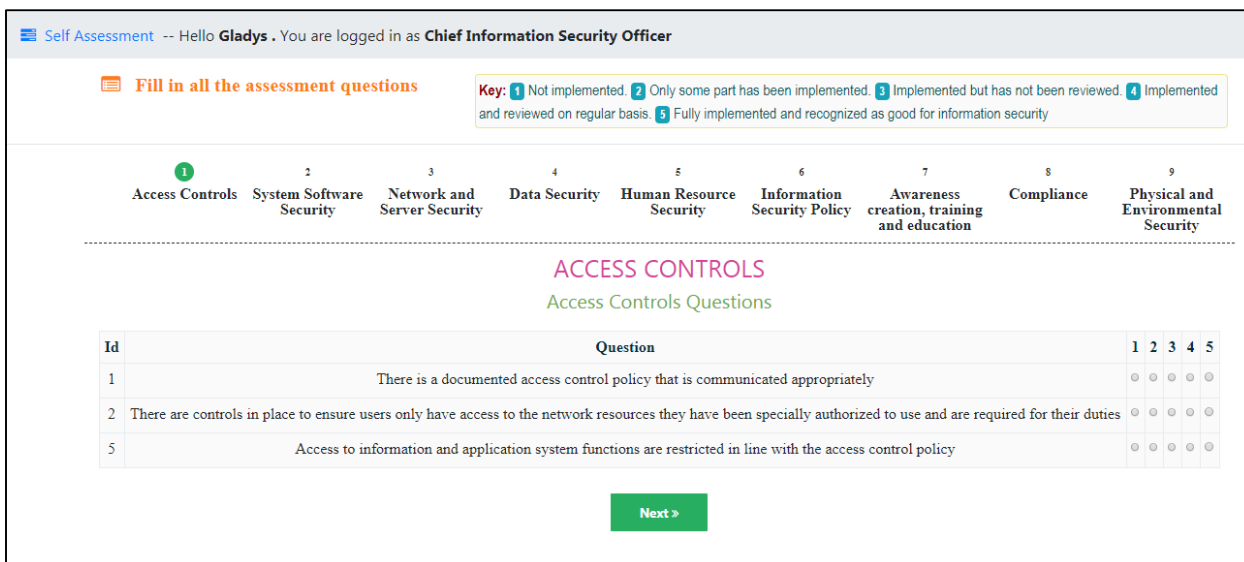 Self Assessment -- Hello Gladys . You are logged in as Chief Information Security Officer
Fill in all the assessment questions
Key: 1 Not implemented. 2 Only some part has been implemented. 3 Implemented but has not been reviewed. 4 Implemented
and reviewed on regular basis. 5 Fully implemented and recognized as good for information security
1 2 3 4 5 6 7 8 9
Access Controls System Software Network and Data Security Human Resource Information Awareness Compliance Physical and
Security Server Security Security Security Policy creation, training Environmental
and education Security
ACCESS CONTROLS
Access Controls Questions
Id Question 1 2 3 4 5
1 There is a documented access control policy that is communicated appropriately
2 There are controls in place to ensure users only have access to the network resources they have been specially authorized to use and are required for their duties
5 Access to information and application system functions are restricted in line with the access control policy
Next »